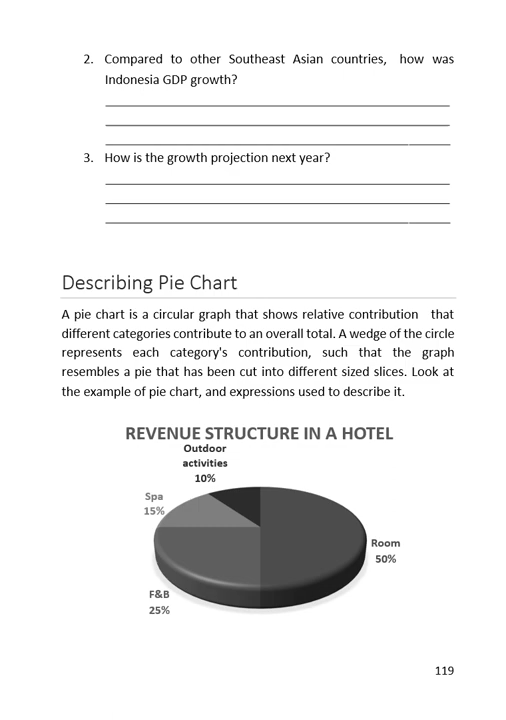 2. Compared to other Southeast Asian countries, how was
Indonesia GDP growth?
3. How is the growth projection next year?
Describing Pie Chart
A pie chart is a circular graph that shows relative contribution that
different categories contribute to an overall total. A wedge of the circle
represents each category's contribution, such that the graph
resembles a pie that has been cut into different sized slices. Look at
the example of pie chart, and expressions used to describe it.
REVENUE STRUCTURE IN A HOTEL
Outdoor
activities
10%
Spa
15%
Room
50%
F&B
25%
119